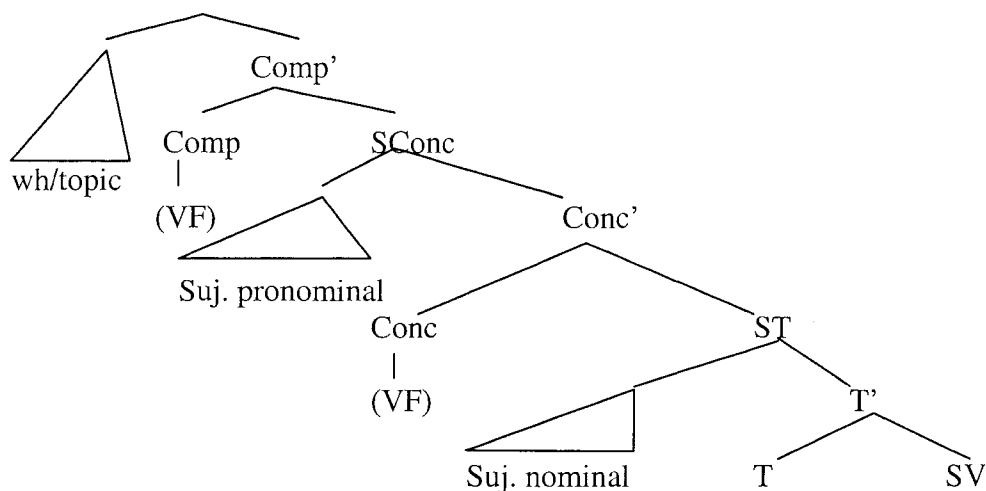 Comp’
Comp SConc
wh/topic
(VF) Conc’
Suj. pronominal
Conc ST
(VF) T’
Suj. nominal T SV